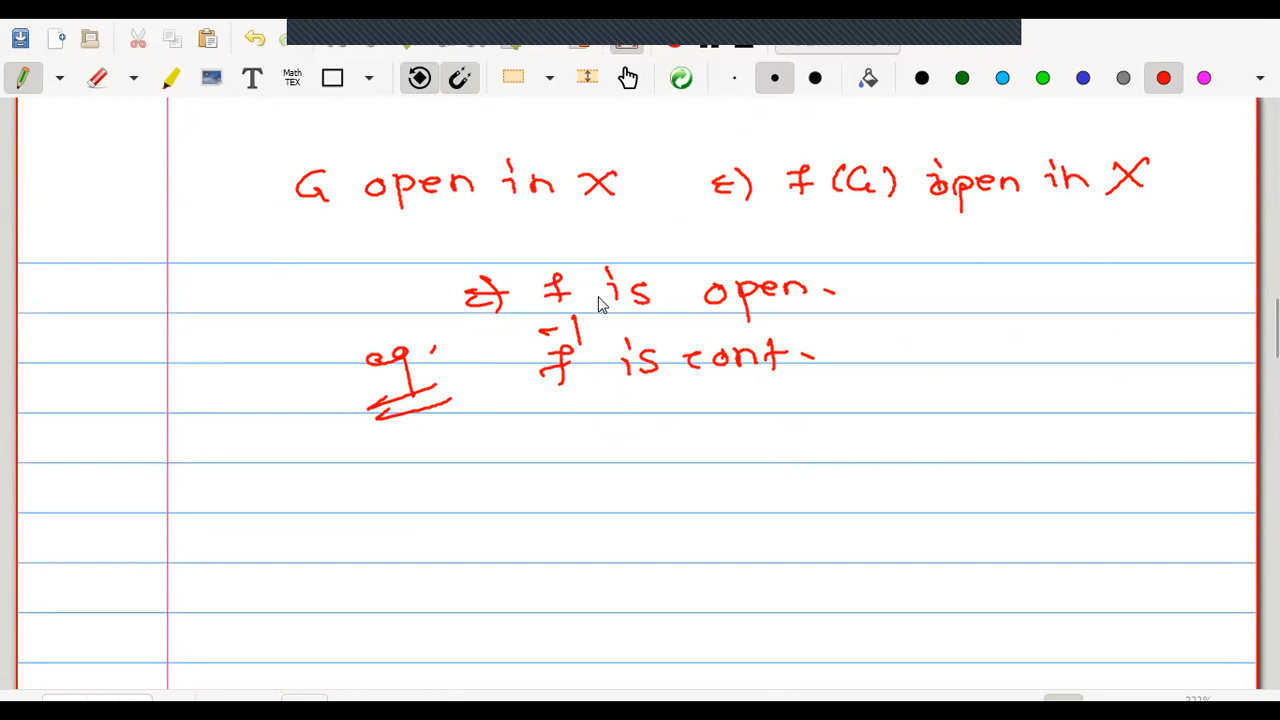 G open in X ⇒ f(G) open in X
⇒ f is open.
eg. f⁻¹ is cont.